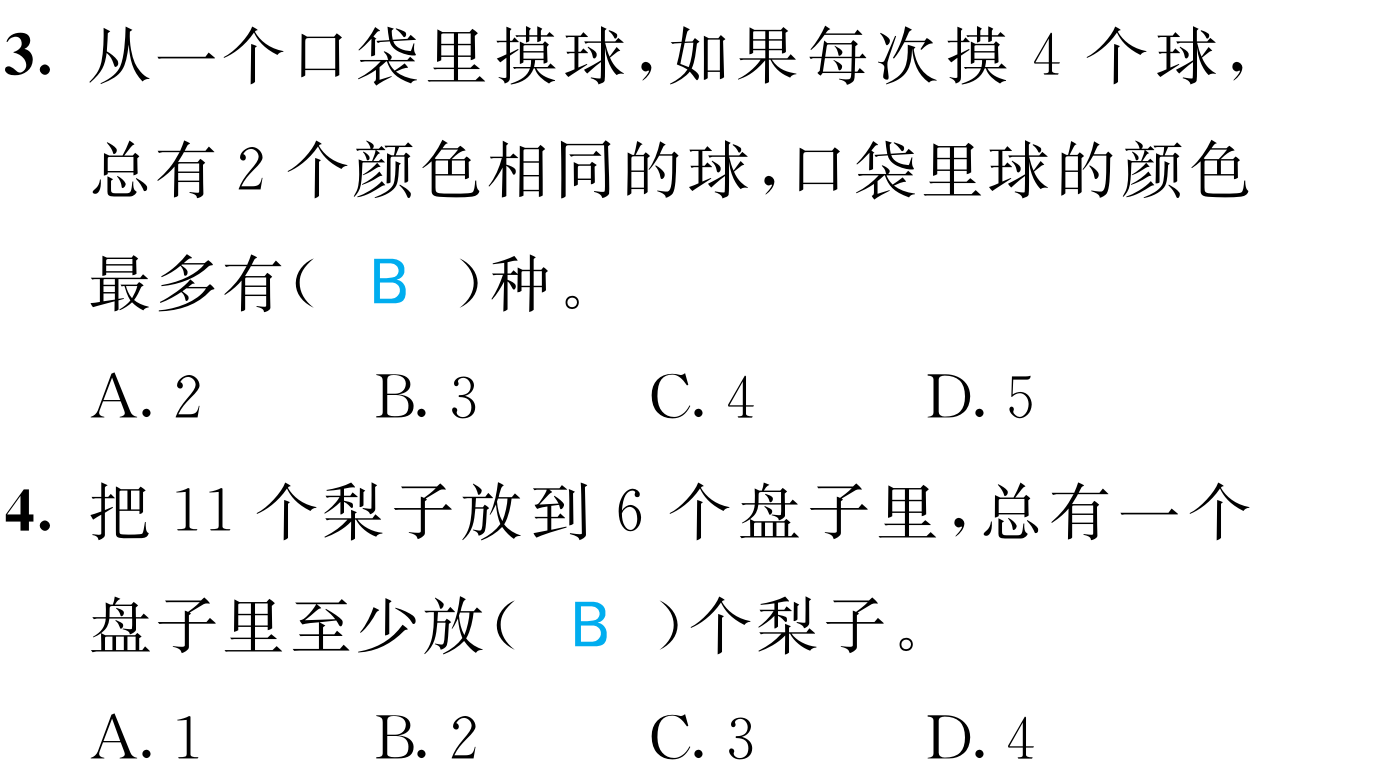 3. 从一个口袋里摸球,如果每次摸 4 个球,
总有 2 个颜色相同的球,口袋里球的颜色
最多有( B )种。
A. 2 B. 3 C. 4 D. 5
4. 把 11 个梨子放到 6 个盘子里,总有一个
盘子里至少放( B )个梨子。
A. 1 B. 2 C. 3 D. 4